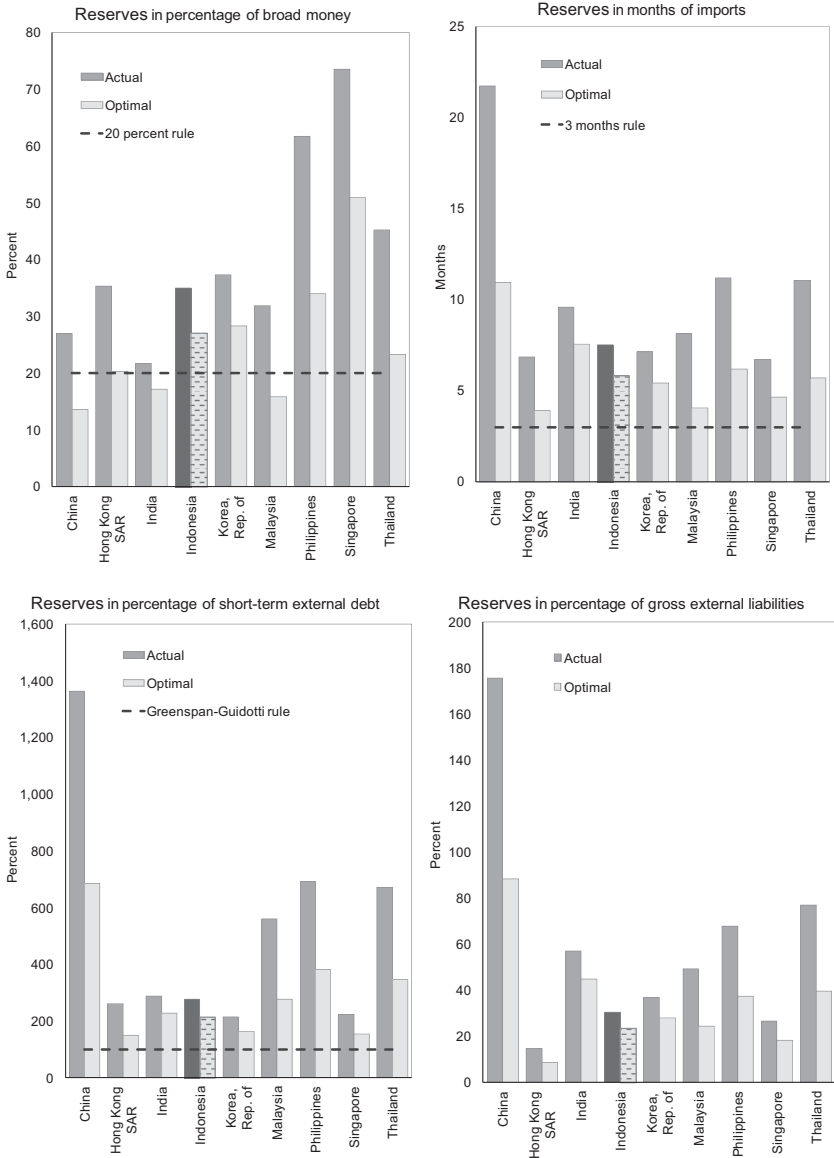 Reserves in percentage of broad money
80
70
60
50
40
30
20
10
0
Percent
Actual
Optimal
20 percent rule
China
Hong Kong
SAR
India
Indonesia
Korea,
Rep. of
Malaysia
Philippines
Singapore
Thailand
Reserves in months of imports
25
20
15
10
5
0
Months
Actual
Optimal
3 months rule
China
Hong Kong
SAR
India
Indonesia
Korea,
Rep. of
Malaysia
Philippines
Singapore
Thailand
Reserves in percentage of short-term external debt
1,600
1,400
1,200
1,000
800
600
400
200
0
Percent
Actual
Optimal
Greenspan-Guidotti rule
China
Hong Kong
SAR
India
Indonesia
Korea,
Rep. of
Malaysia
Philippines
Singapore
Thailand
Reserves in percentage of gross external liabilities
200
180
160
140
120
100
80
60
40
20
0
Percent
Actual
Optimal
China
Hong Kong
SAR
India
Indonesia
Korea,
Rep. of
Malaysia
Philippines
Singapore
Thailand